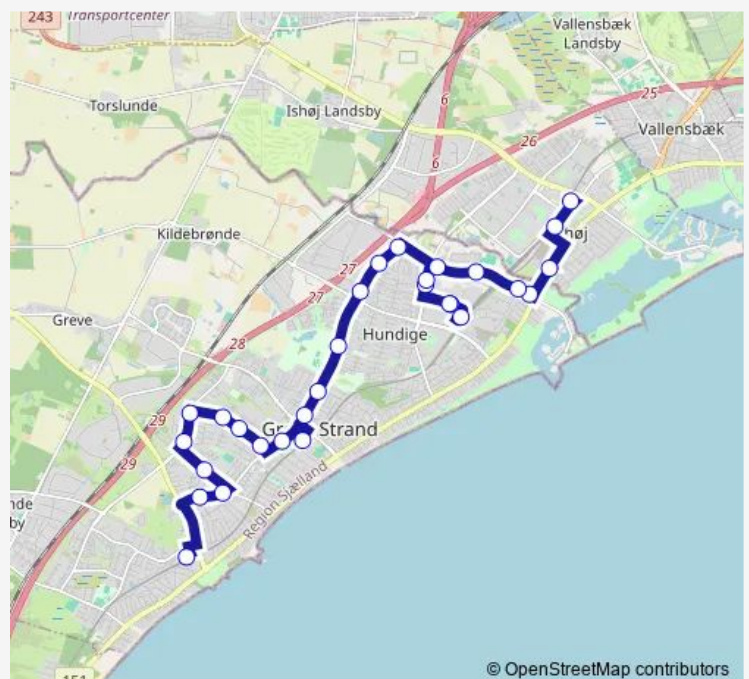 243
Transportcenter
Vallensbæk
Landsby
6
25
Torslunde
Ishøj Landsby
26
Vallensbæk
6
Kildebrønde
høj
27
27
Greve
Hundige
28
29
Gr Strand
29
Region Sjælland
nde
by
151
© OpenStreetMap contributors